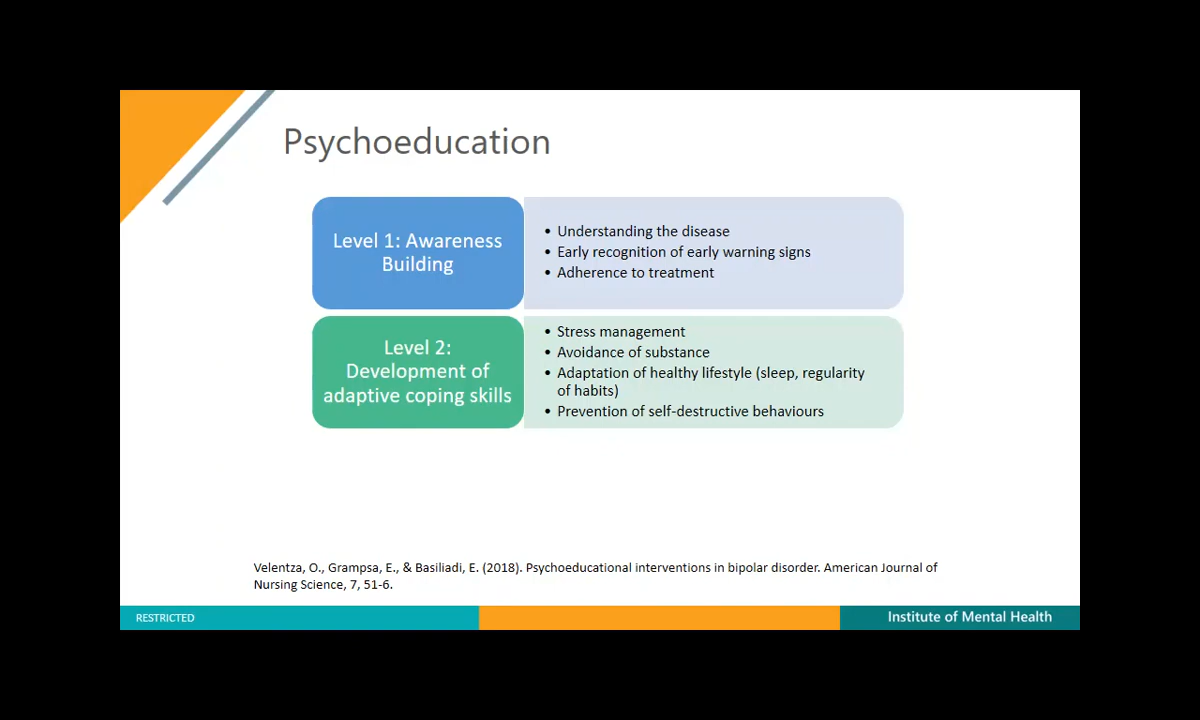 Psychoeducation
Level 1: Awareness
Building
• Understanding the disease
• Early recognition of early warning signs
• Adherence to treatment
Level 2:
Development of
adaptive coping skills
• Stress management
• Avoidance of substance
• Adaptation of healthy lifestyle (sleep, regularity
of habits)
• Prevention of self-destructive behaviours
Velentza, O., Grampsa, E., & Basiliadi, E. (2018). Psychoeducational interventions in bipolar disorder. American Journal of
Nursing Science, 7, 51-6.
RESTRICTED
Institute of Mental Health